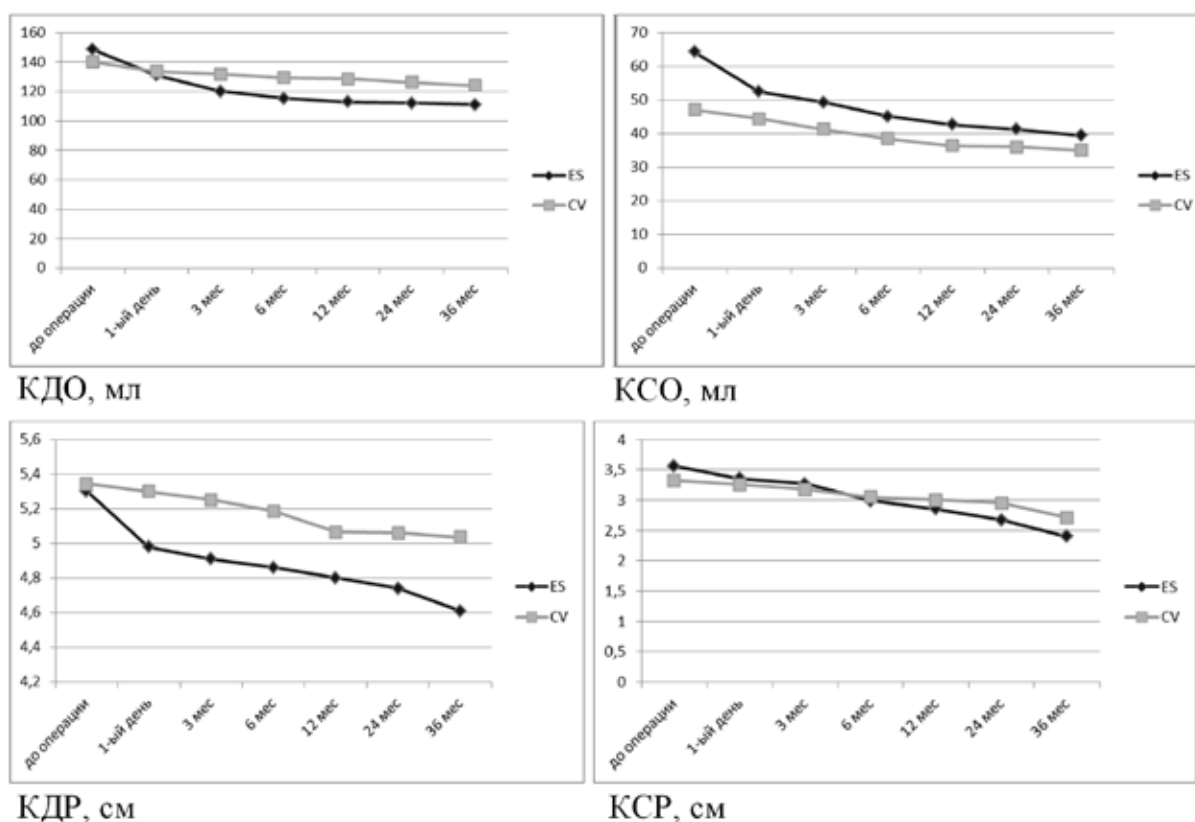 160
140
120
100
80
60
40
20
0
ES
CV
до операции
1-ый день
3 мес
6 мес
12 мес
24 мес
36 мес
КДО, мл
70
60
50
40
30
20
10
0
ES
CV
до операции
1-ый день
3 мес
6 мес
12 мес
24 мес
36 мес
КСО, мл
5,6
5,4
5,2
5
4,8
4,6
4,4
4,2
ES
CV
до операции
1-ый день
3 мес
6 мес
12 мес
24 мес
36 мес
КДР, см
4
3,5
3
2,5
2
1,5
1
0,5
0
ES
CV
до операции
1-ый день
3 мес
6 мес
12 мес
24 мес
36 мес
КСР, см